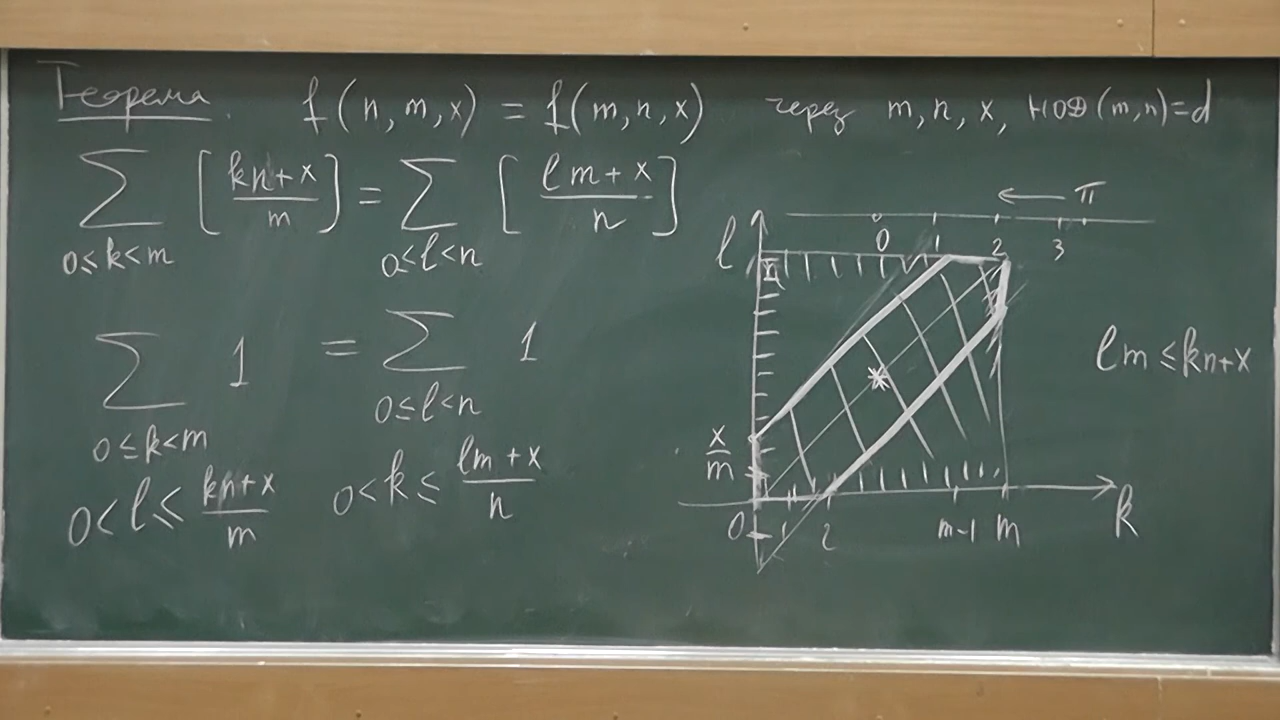 Теорема. f(n, m, x) = f(m, n, x) через m, n, x, НОД(m, n)=d
∑ [kn+x / m] = ∑ [lm+x / n]
0≤k<m 0≤l<n
∑ 1 = ∑ 1
0≤k<m 0≤l<n
0<l≤ kn+x / m 0<k≤ lm+x / n
π
0 1 2 3
l
lm≤kn+x
x/m
0 1 2 m-1 m k